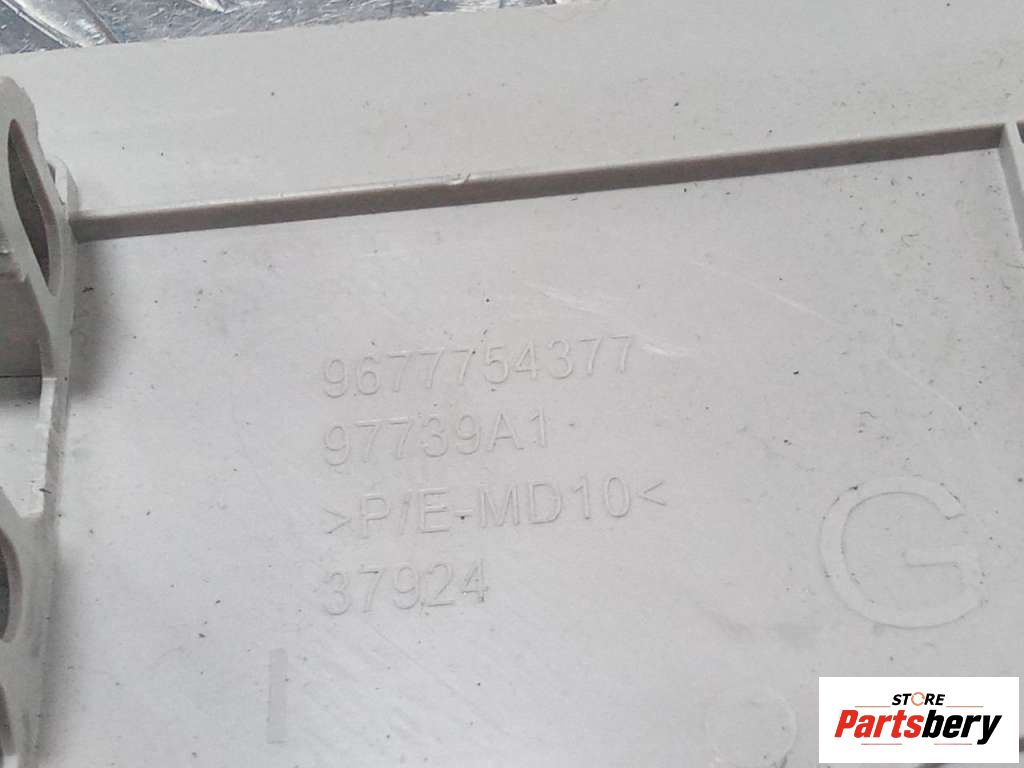 9677754377
97739A1
>P/E-MD10<
37924
G
STORE
Partsbery